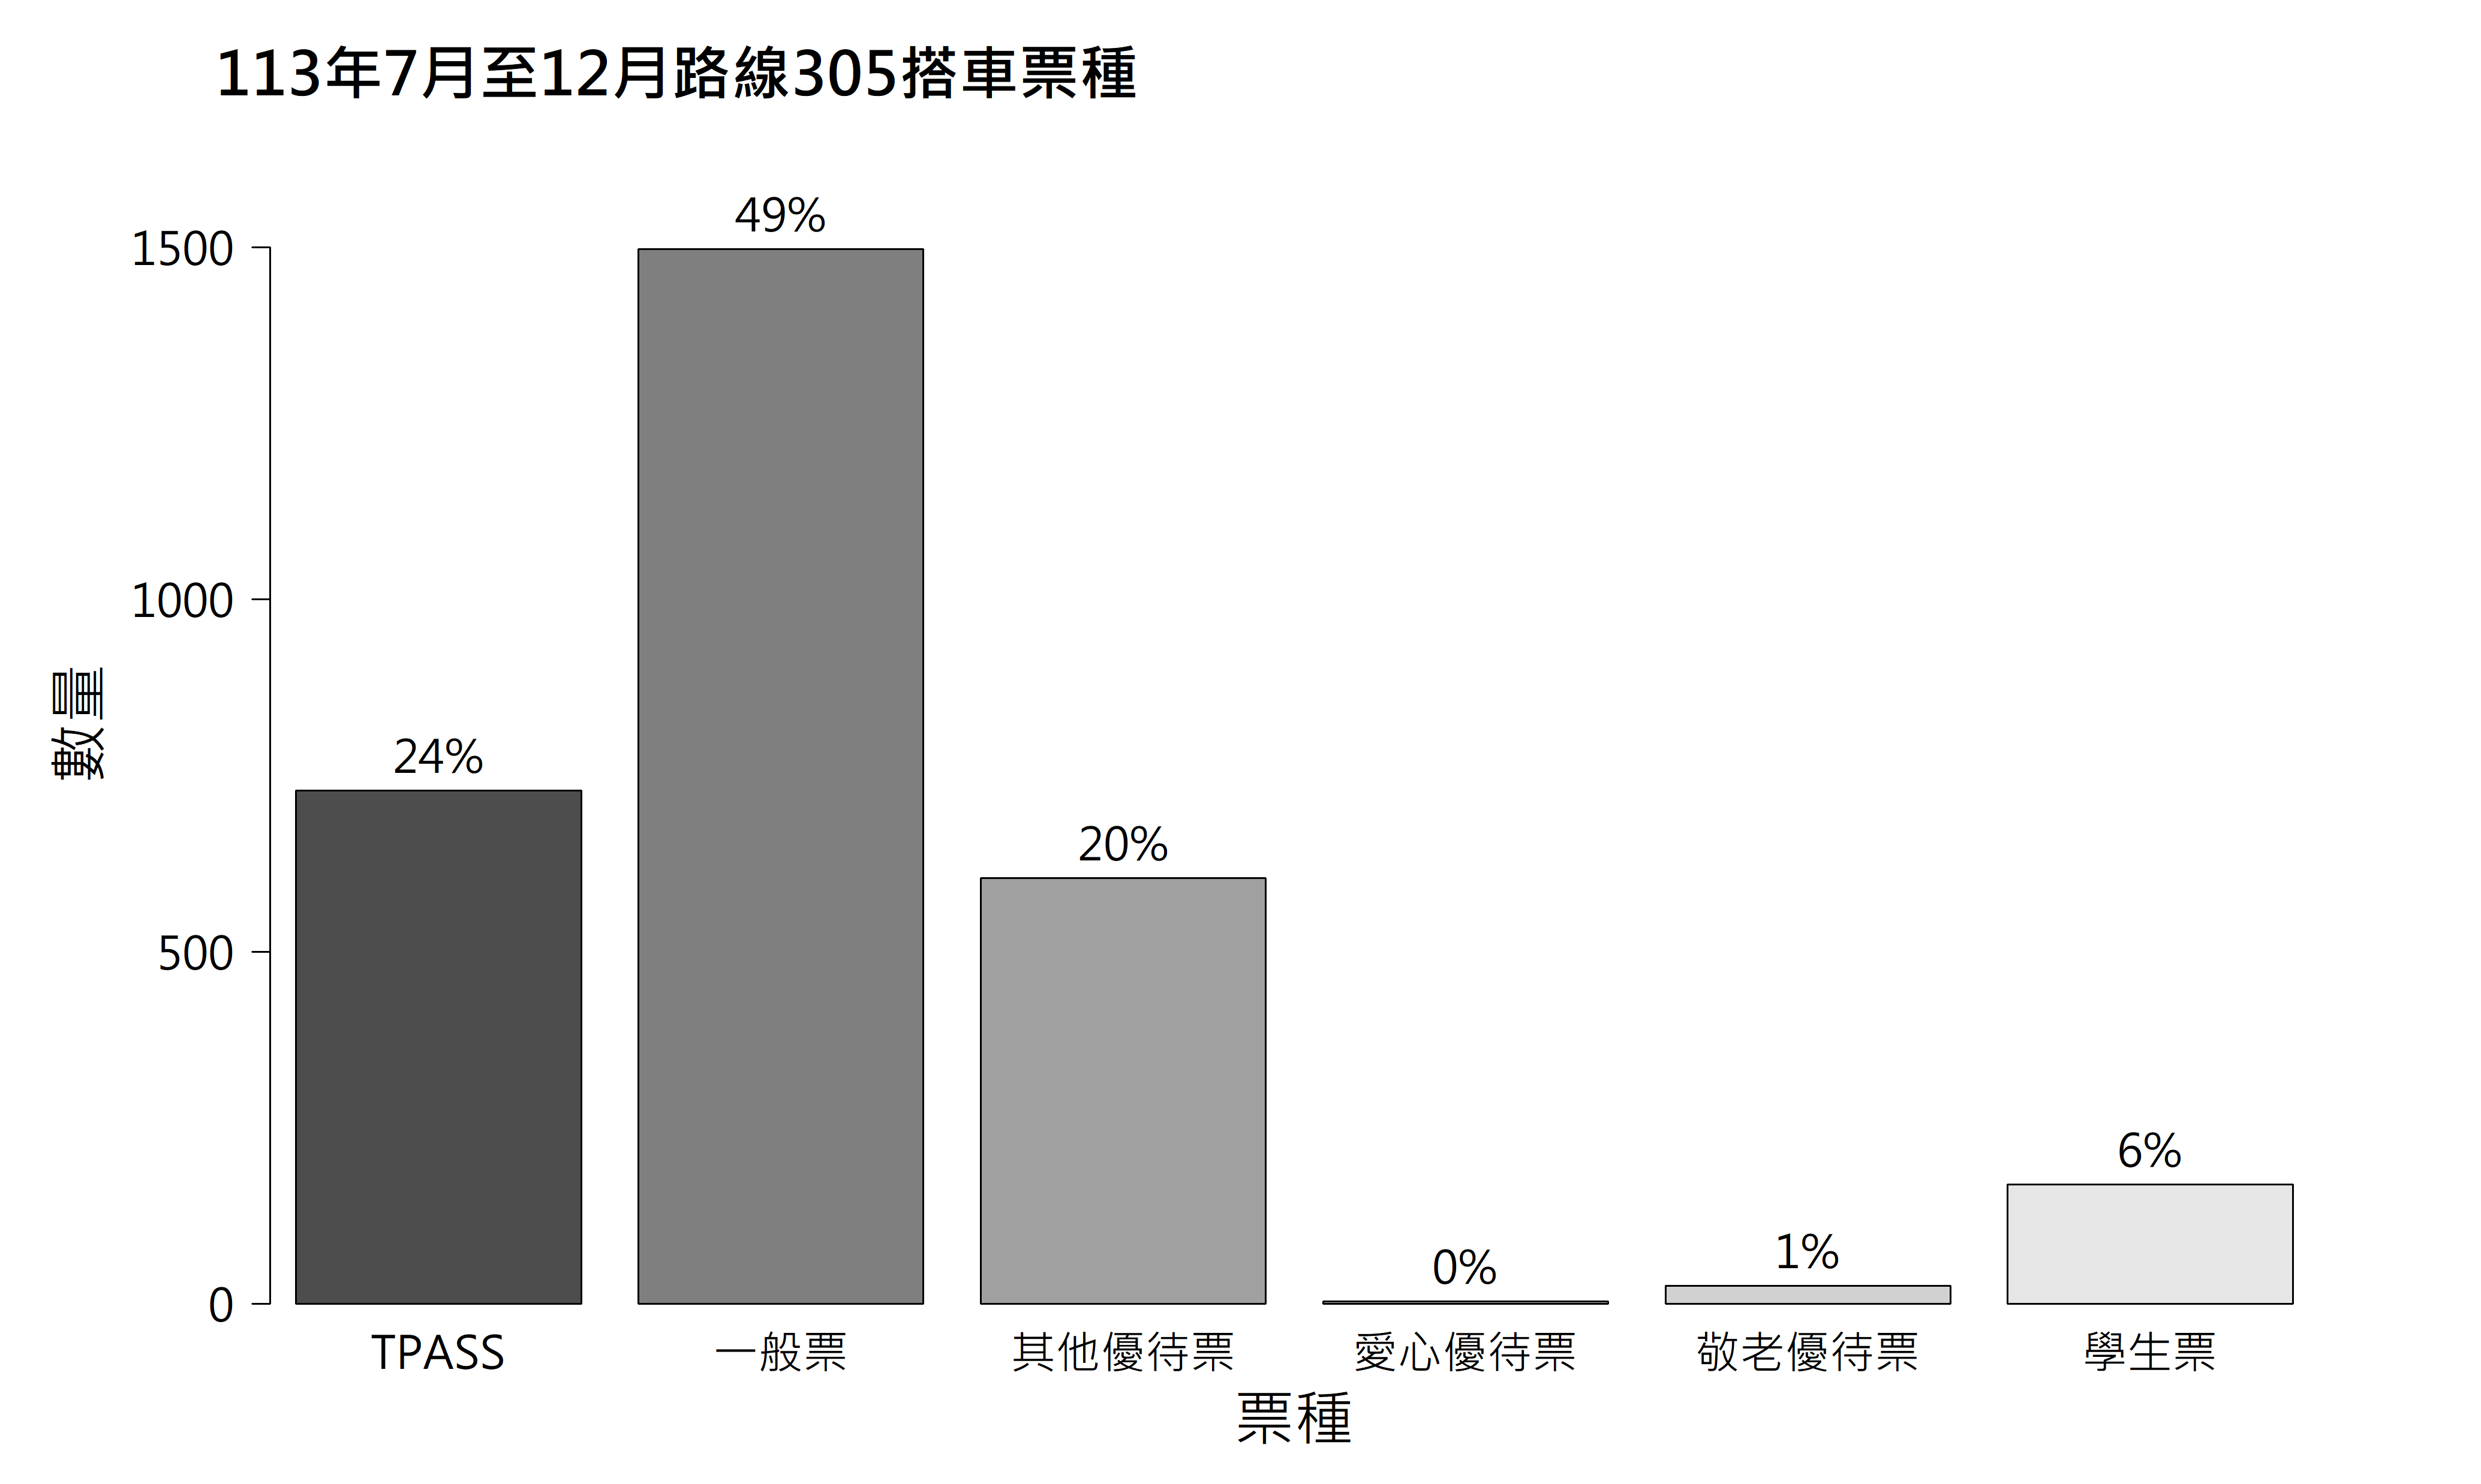 113年7月至12月路線305搭車票種
49%
1500
1000
24%
數量
20%
500
6%
1%
0%
0
TPASS 一般票 其他優待票 愛心優待票 敬老優待票 學生票
票種